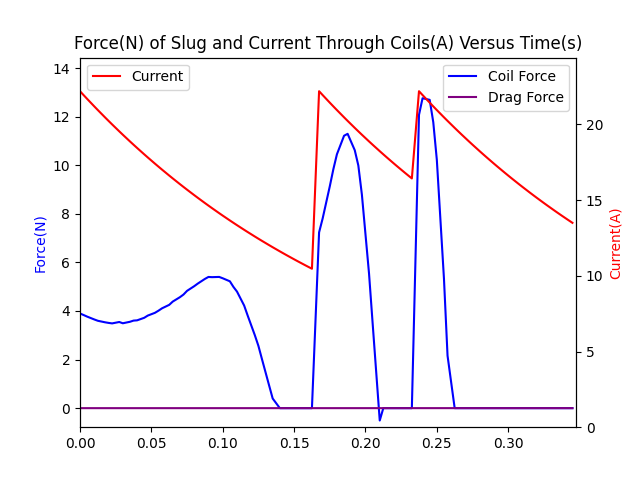 Force(N) of Slug and Current Through Coils(A) Versus Time(s)
Current
Coil Force
Drag Force
Force(N)
14
12
10
8
6
4
2
0
Current(A)
20
15
10
5
0
0.00 0.05 0.10 0.15 0.20 0.25 0.30